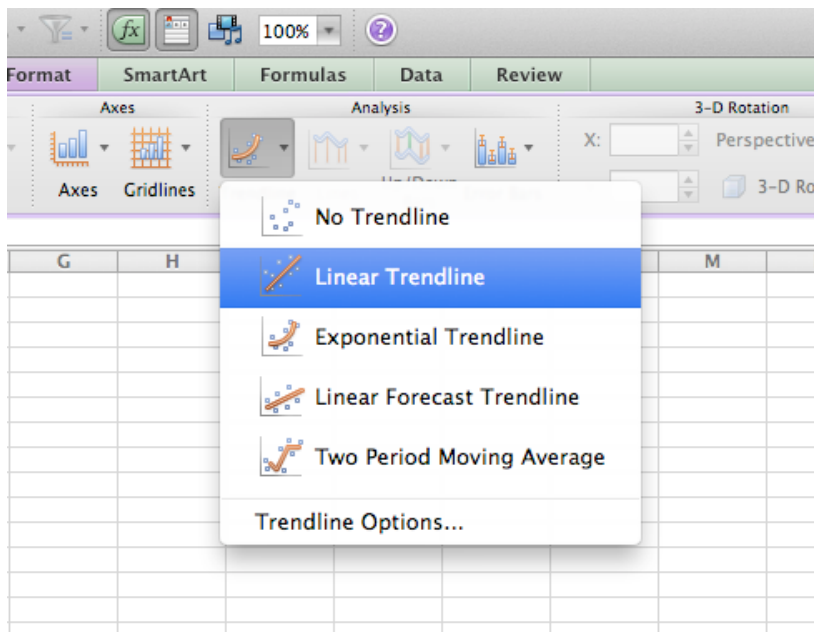 fx 100% ?
Format SmartArt Formulas Data Review
Axes Analysis 3-D Rotation
X: Perspective
Axes Gridlines 3-D Ro
No Trendline
G H M
Linear Trendline
Exponential Trendline
Linear Forecast Trendline
Two Period Moving Average
Trendline Options...